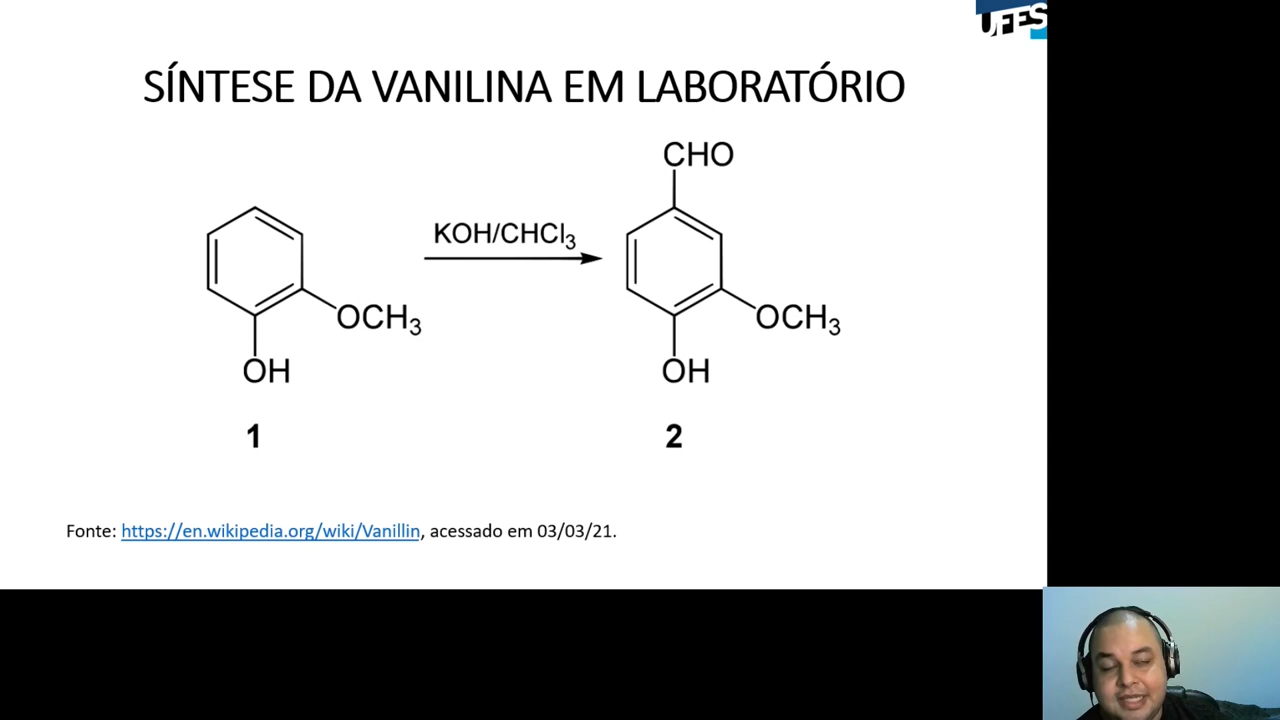 UFES
SÍNTESE DA VANILINA EM LABORATÓRIO
CHO
KOH/CHCl₃
OCH₃
OCH₃
OH
OH
1
2
Fonte: https://en.wikipedia.org/wiki/Vanillin, acessado em 03/03/21.